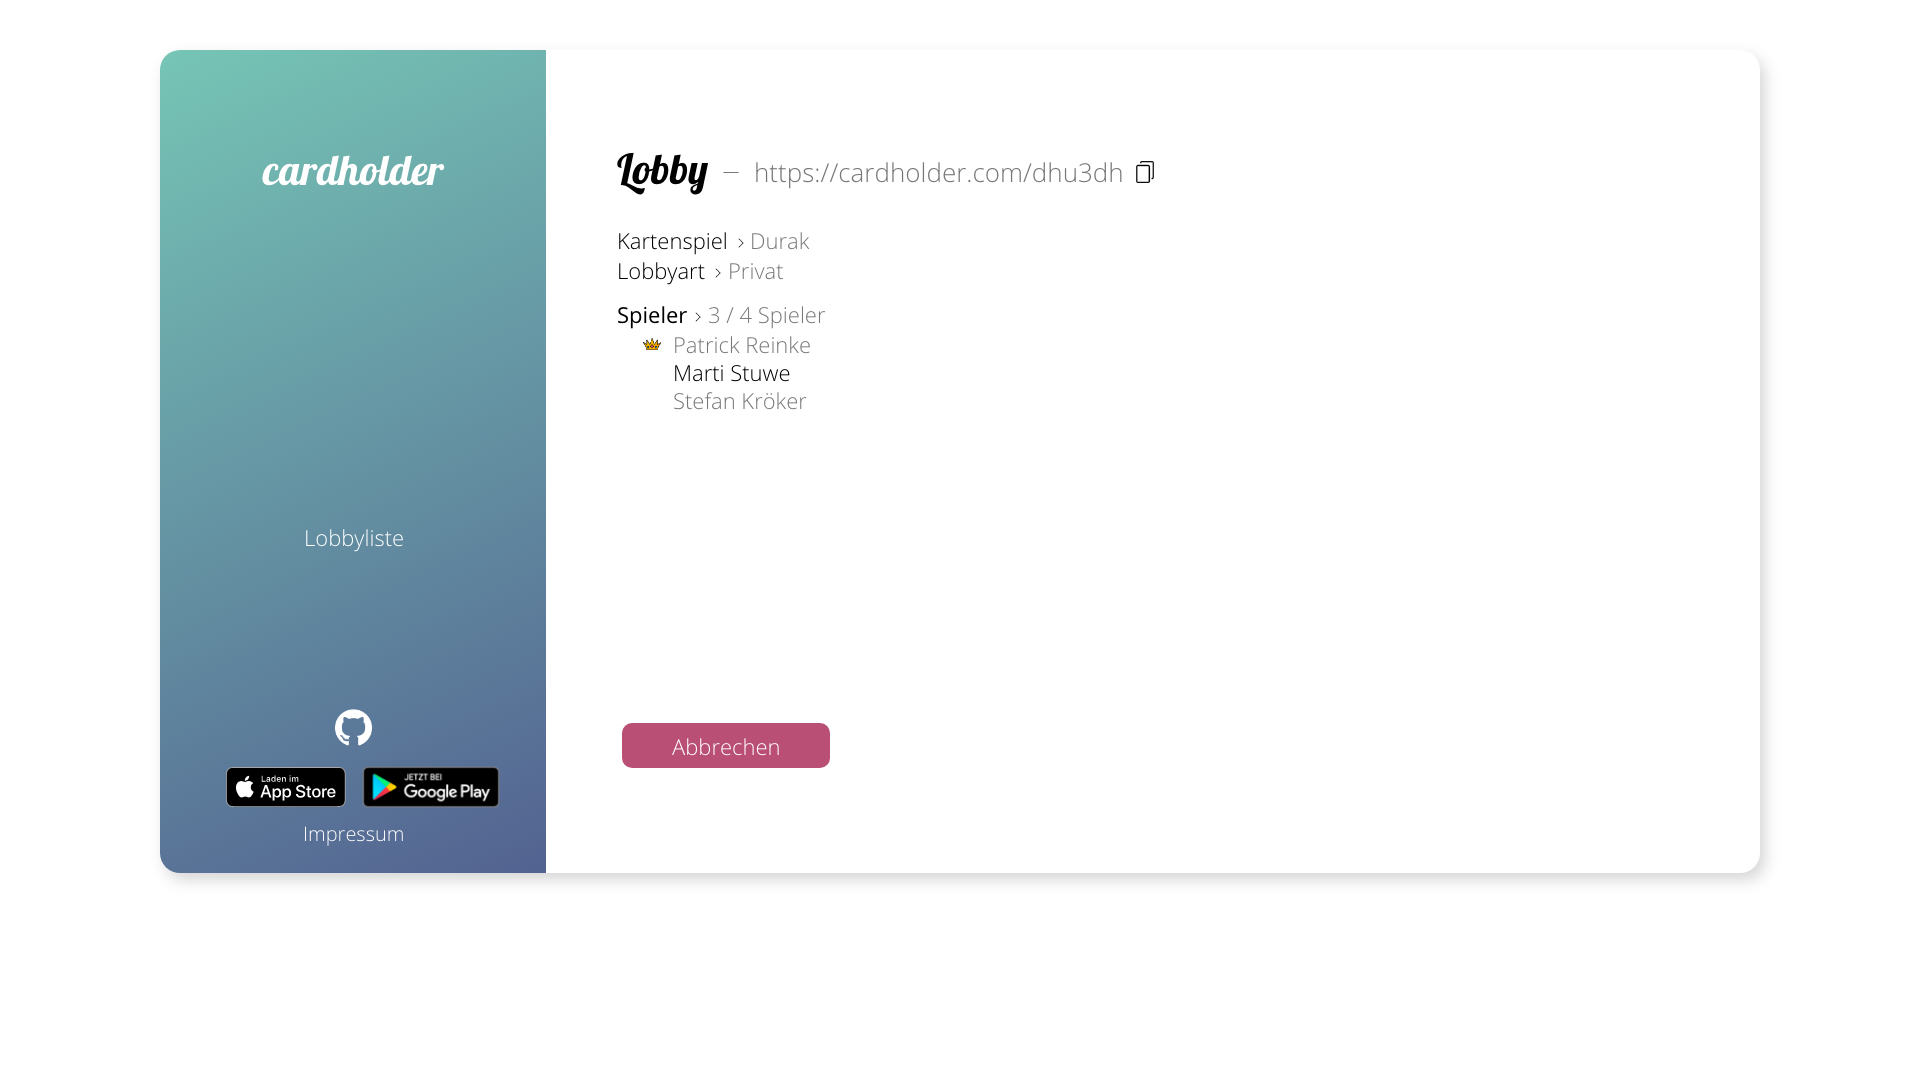 cardholder
Lobbyliste
Laden im
App Store
JETZT BEI
Google Play
Impressum
Lobby — https://cardholder.com/dhu3dh
Kartenspiel › Durak
Lobbyart › Privat
Spieler › 3 / 4 Spieler
Patrick Reinke
Marti Stuwe
Stefan Kröker
Abbrechen